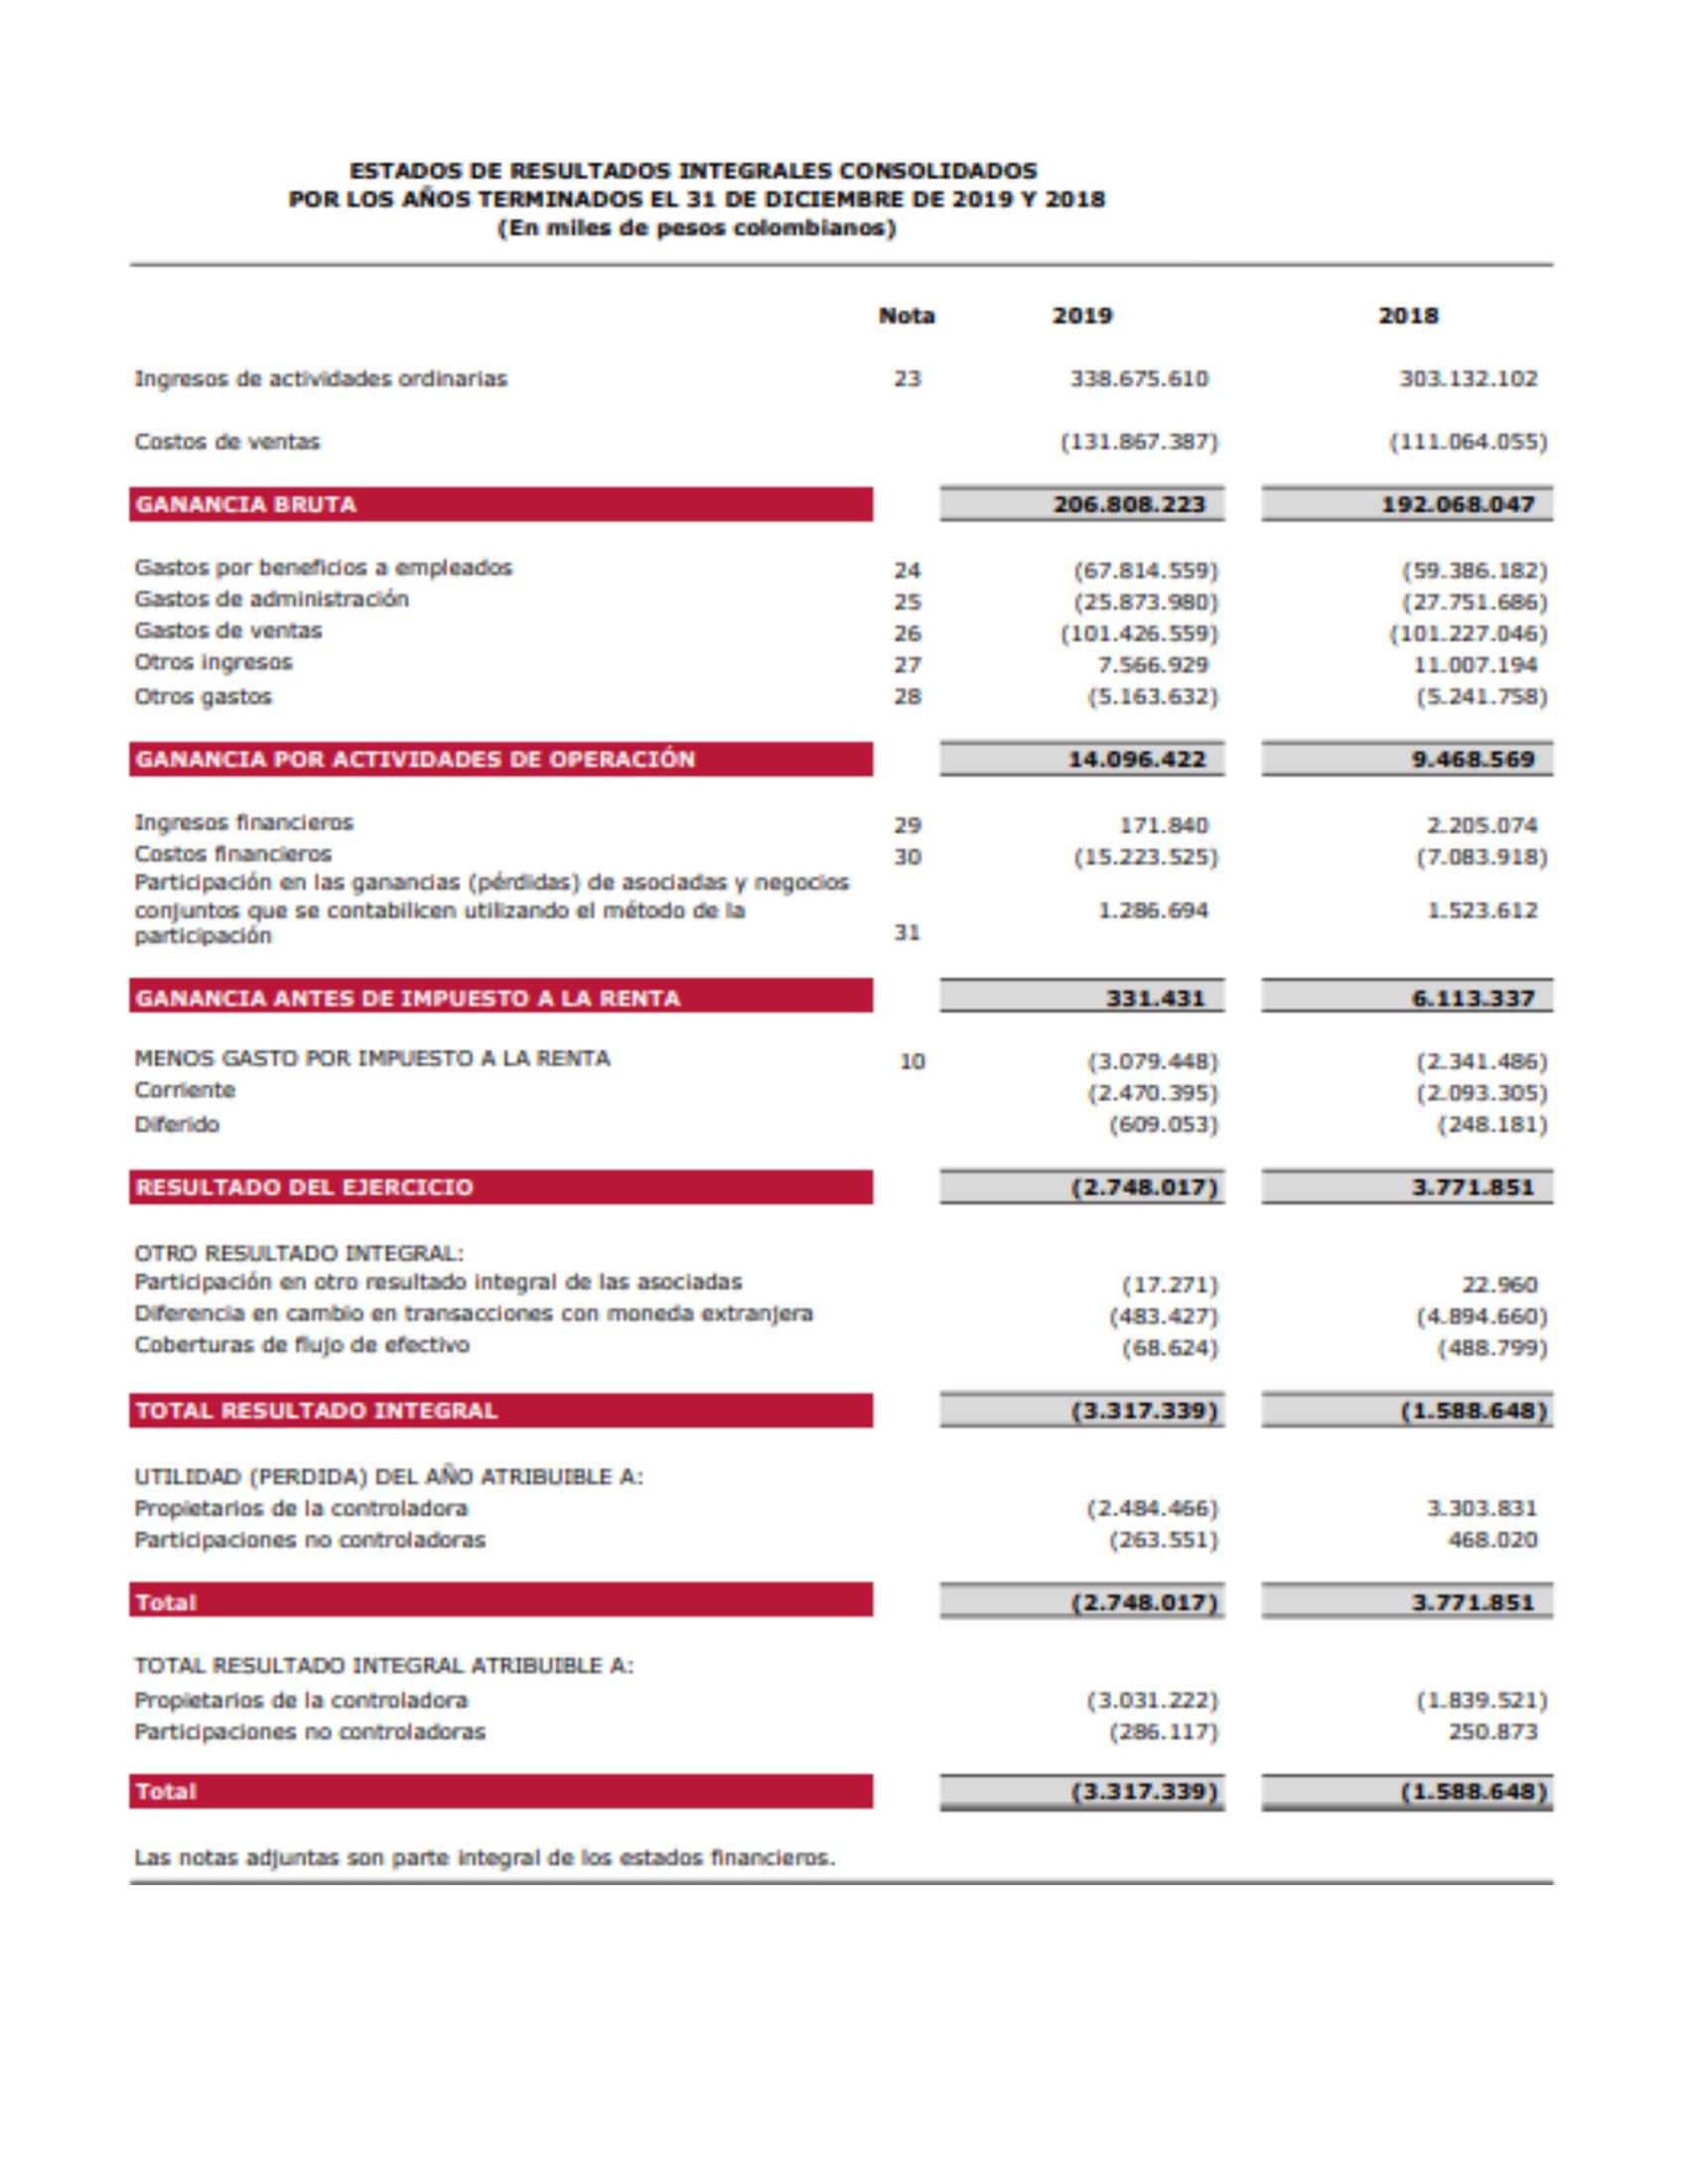 ESTADOS DE RESULTADOS INTEGRALES CONSOLIDADOS
POR LOS AÑOS TERMINADOS EL 31 DE DICIEMBRE DE 2019 Y 2018
(En miles de pesos colombianos)
Nota 2019 2018
Ingresos de actividades ordinarias 23 338.675.610 303.132.102
Costos de ventas (131.867.387) (111.064.055)
GANANCIA BRUTA 206.808.223 192.068.047
Gastos por beneficios a empleados 24 (67.814.559) (59.386.182)
Gastos de administración 25 (25.873.980) (27.751.686)
Gastos de ventas 26 (101.426.559) (101.227.046)
Otros ingresos 27 7.566.929 11.007.194
Otros gastos 28 (5.163.632) (5.241.758)
GANANCIA POR ACTIVIDADES DE OPERACIÓN 14.096.422 9.468.569
Ingresos financieros 29 171.840 2.205.074
Costos financieros 30 (15.223.525) (7.083.918)
Participación en las ganancias (pérdidas) de asociadas y negocios
conjuntos que se contabilicen utilizando el método de la 1.286.694 1.523.612
participación 31
GANANCIA ANTES DE IMPUESTO A LA RENTA 331.431 6.113.337
MENOS GASTO POR IMPUESTO A LA RENTA 10 (3.079.448) (2.341.486)
Corriente (2.470.395) (2.093.305)
Diferido (609.053) (248.181)
RESULTADO DEL EJERCICIO (2.748.017) 3.771.851
OTRO RESULTADO INTEGRAL:
Participación en otro resultado integral de las asociadas (17.271) 22.960
Diferencia en cambio en transacciones con moneda extranjera (483.427) (4.894.660)
Coberturas de flujo de efectivo (68.624) (488.799)
TOTAL RESULTADO INTEGRAL (3.317.339) (1.588.648)
UTILIDAD (PERDIDA) DEL AÑO ATRIBUIBLE A:
Propietarios de la controladora (2.484.466) 3.303.831
Participaciones no controladoras (263.551) 468.020
Total (2.748.017) 3.771.851
TOTAL RESULTADO INTEGRAL ATRIBUIBLE A:
Propietarios de la controladora (3.031.222) (1.839.521)
Participaciones no controladoras (286.117) 250.873
Total (3.317.339) (1.588.648)
Las notas adjuntas son parte integral de los estados financieros.